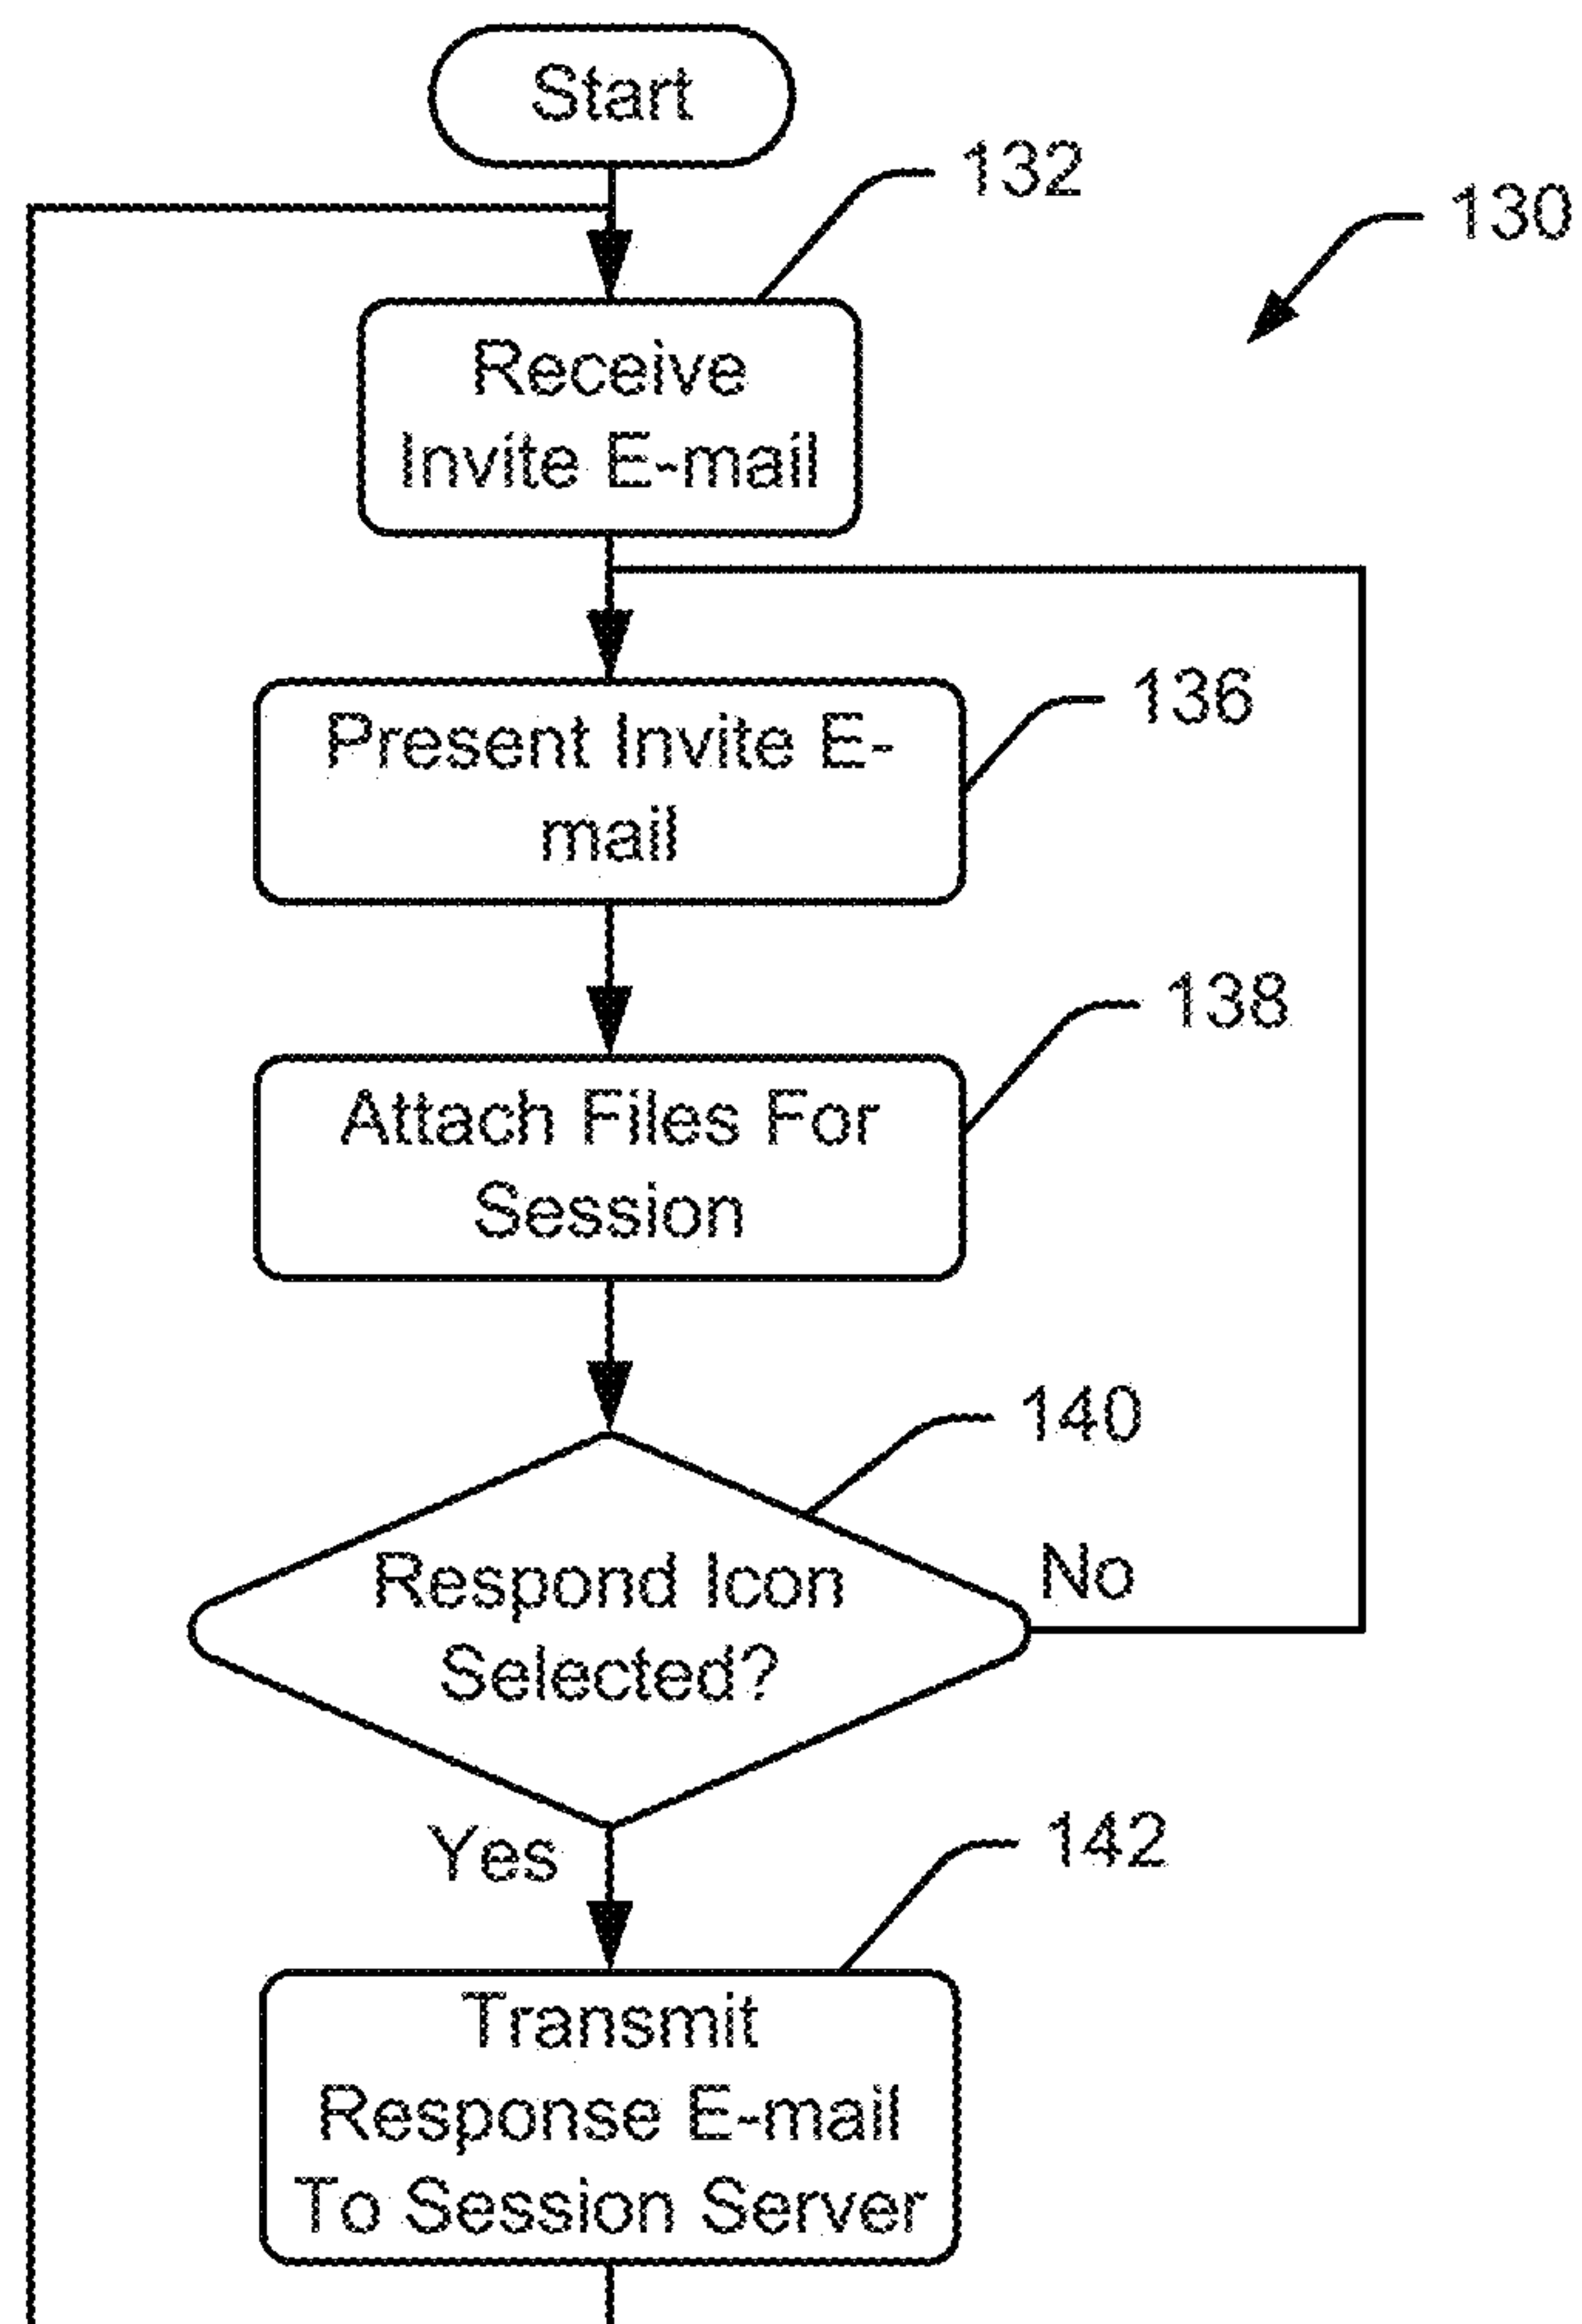 Start
132
130
Receive
Invite E-mail
136
Present Invite E-
mail
138
Attach Files For
Session
140
Respond Icon
Selected?
No
Yes
142
Transmit
Response E-mail
To Session Server